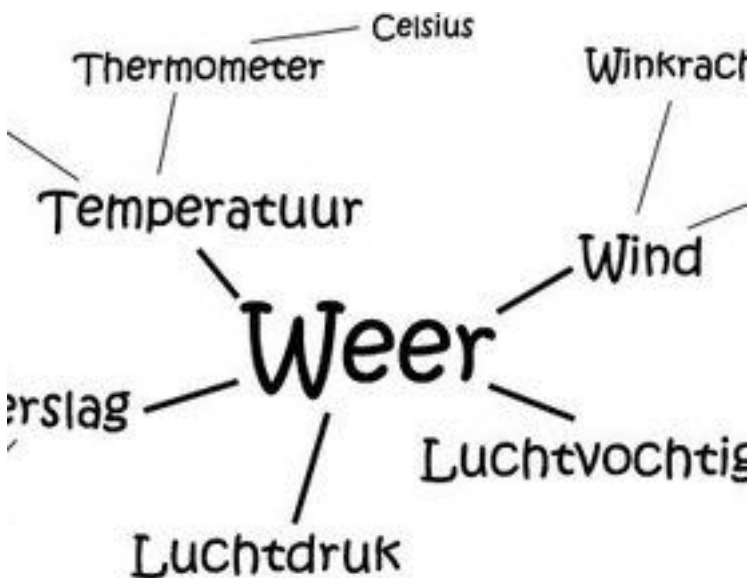 Celsius
Thermometer
Winkrach
Temperatuur
Wind
Weer
erslag
Luchtvochtig
Luchtdruk